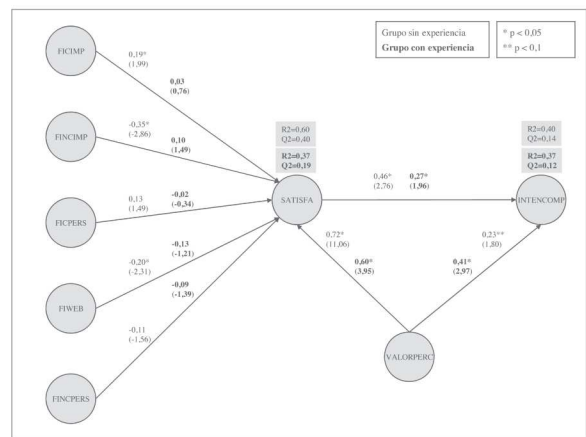 Grupo sin experiencia
Grupo con experiencia
* p < 0,05
** p < 0,1
FICIMP
0,19*
(1,99)
0,03
(0,76)
FINCIMP
-0,35*
(-2,86)
0,10
(1,49)
FICPERS
0,13
(1,49)
-0,02
(-0,34)
FIWEB
-0,20*
(-2,31)
-0,13
(-1,21)
-0,09
(-1,39)
FINCPERS
-0,11
(-1,56)
R2=0,60
Q2=0,40
R2=0,37
Q2=0,19
SATISFA
0,46*
(2,76)
0,27*
(1,96)
R2=0,40
Q2=0,14
R2=0,37
Q2=0,12
INTENCOMP
0,72*
(11,06)
0,60*
(3,95)
0,23**
(1,80)
0,41*
(2,97)
VALORPERC